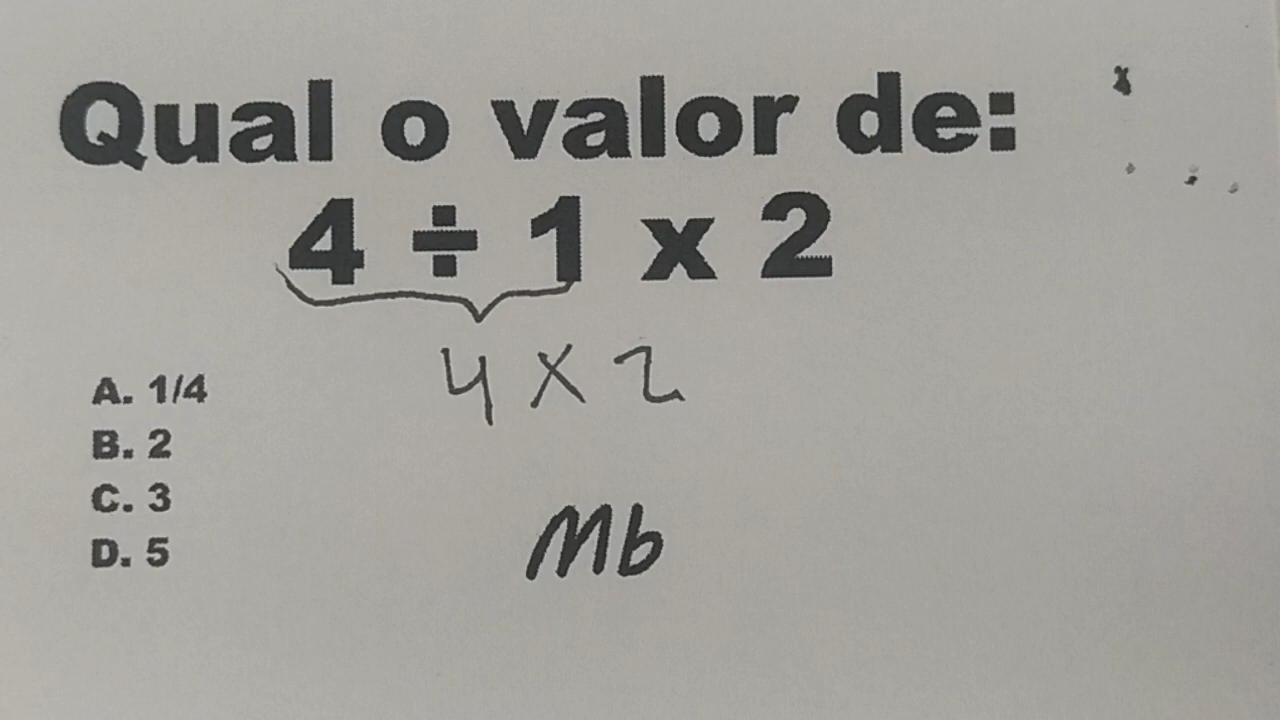 Qual o valor de:
4 ÷ 1 x 2
4 x 2
A. 1/4
B. 2
C. 3
D. 5
Mb